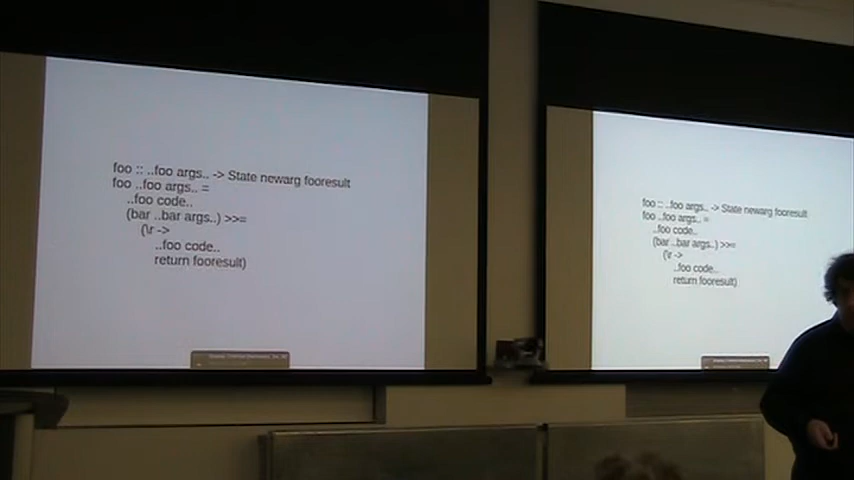 foo :: ..foo args.. -> State newarg fooresult
foo ..foo args.. =
..foo code..
(bar ..bar args..) >>=
(\r ->
..foo code..
return fooresult)
foo :: ..foo args.. -> State newarg fooresult
foo ..foo args.. =
..foo code..
(bar ..bar args..) >>=
(\r ->
..foo code..
return fooresult)